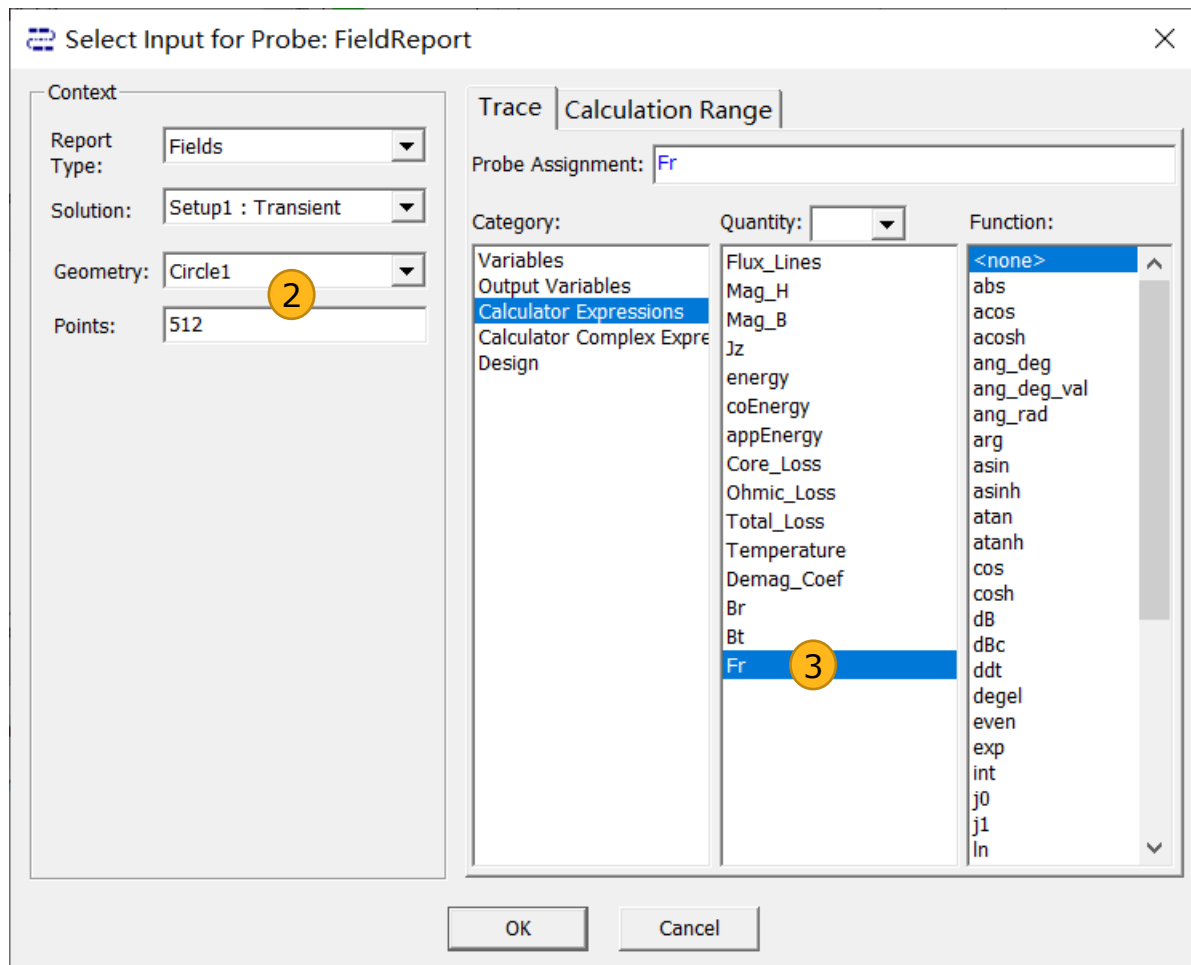 Select Input for Probe: FieldReport
Context
Report Type:
Fields
Solution:
Setup1 : Transient
Geometry:
Circle1
2
Points:
512
Trace
Calculation Range
Probe Assignment:
Fr
Category:
Variables
Output Variables
Calculator Expressions
Calculator Complex Expre
Design
Quantity:
Flux_Lines
Mag_H
Mag_B
Jz
energy
coEnergy
appEnergy
Core_Loss
Ohmic_Loss
Total_Loss
Temperature
Demag_Coef
Br
Bt
Fr
3
Function:
<none>
abs
acos
acosh
ang_deg
ang_deg_val
ang_rad
arg
asin
asinh
atan
atanh
cos
cosh
dB
dBc
ddt
degel
even
exp
int
j0
j1
ln
OK
Cancel